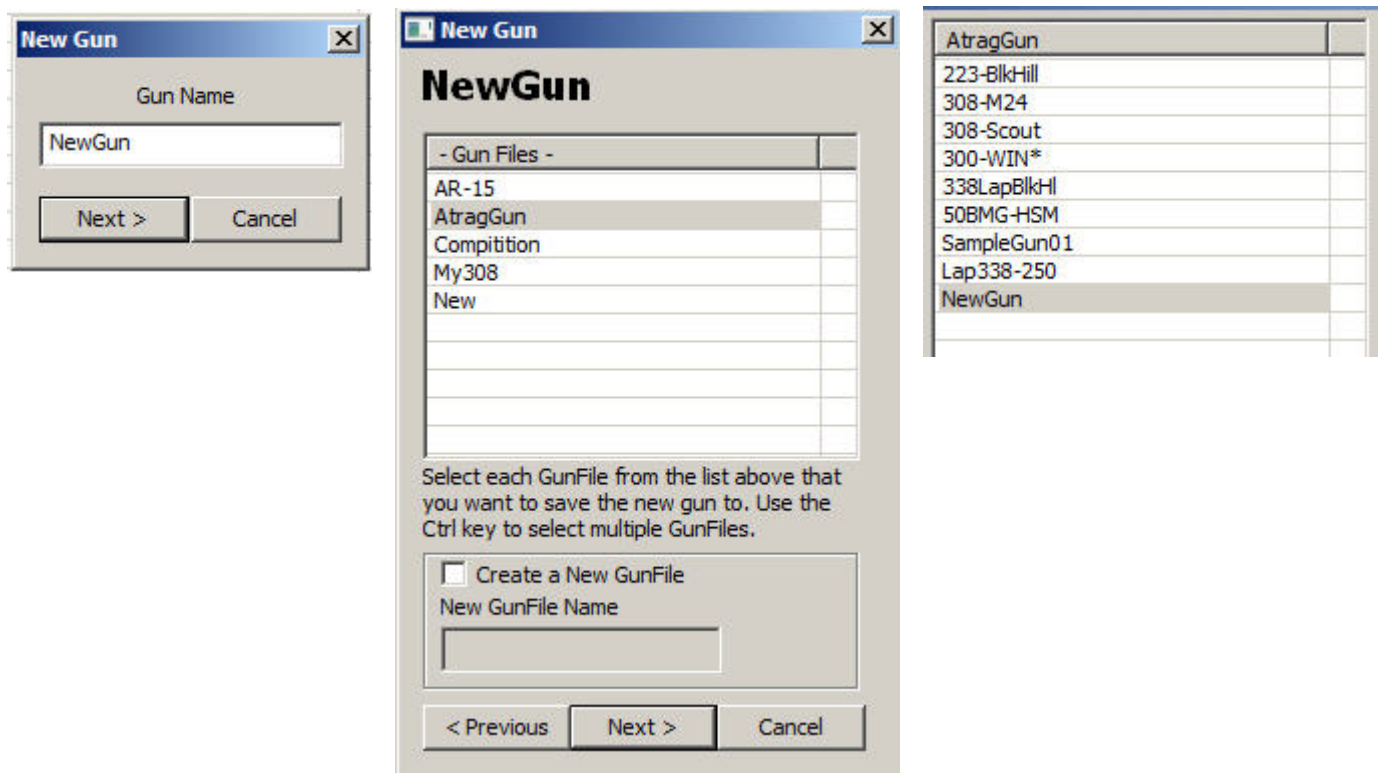 New Gun
Gun Name
NewGun
Next >
Cancel
New Gun
NewGun
- Gun Files -
AR-15
AtragGun
Compitition
My308
New
Select each GunFile from the list above that
you want to save the new gun to. Use the
Ctrl key to select multiple GunFiles.
Create a New GunFile
New GunFile Name
< Previous
Next >
Cancel
AtragGun
223-BlkHill
308-M24
308-Scout
300-WIN*
338LapBlkHl
50BMG-HSM
SampleGun01
Lap338-250
NewGun